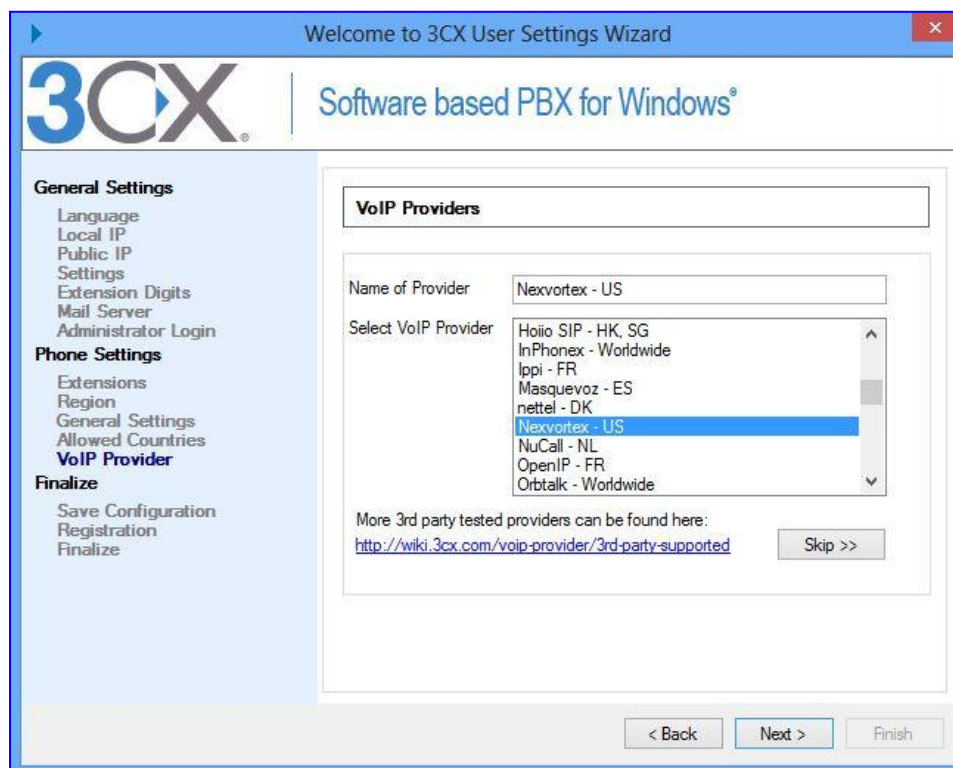 Welcome to 3CX User Settings Wizard
3CX®
Software based PBX for Windows®
General Settings
Language
Local IP
Public IP
Settings
Extension Digits
Mail Server
Administrator Login
Phone Settings
Extensions
Region
General Settings
Allowed Countries
VoIP Provider
Finalize
Save Configuration
Registration
Finalize
VoIP Providers
Name of Provider
Nexvortex - US
Select VoIP Provider
Hoiio SIP - HK, SG
InPhonex - Worldwide
Ippi - FR
Masquevoz - ES
nettel - DK
Nexvortex - US
NuCall - NL
OpenIP - FR
Orbtalk - Worldwide
More 3rd party tested providers can be found here:
http://wiki.3cx.com/voip-provider/3rd-party-supported
Skip >>
< Back
Next >
Finish